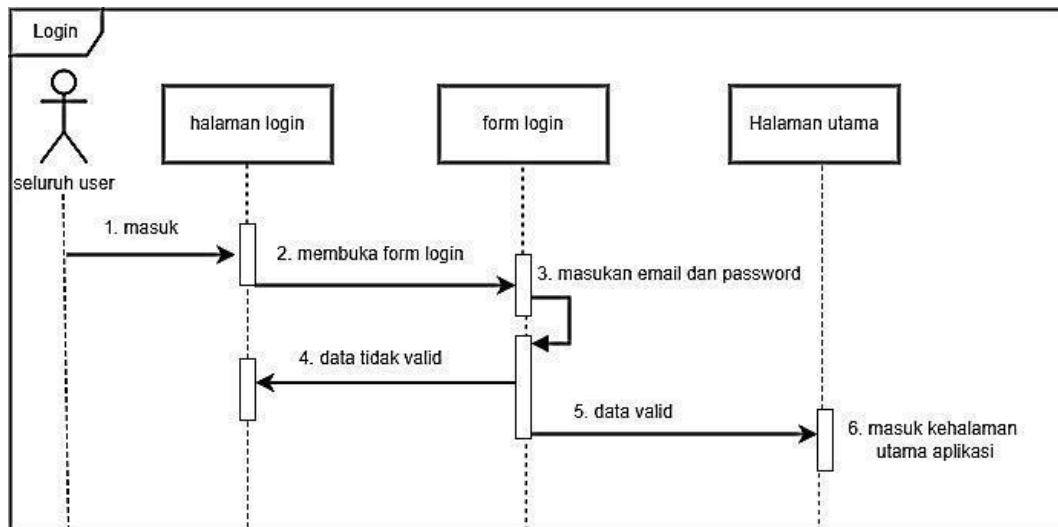 Login
halaman login
form login
Halaman utama
seluruh user
1. masuk
2. membuka form login
3. masukan email dan password
4. data tidak valid
5. data valid
6. masuk kehalaman
utama aplikasi